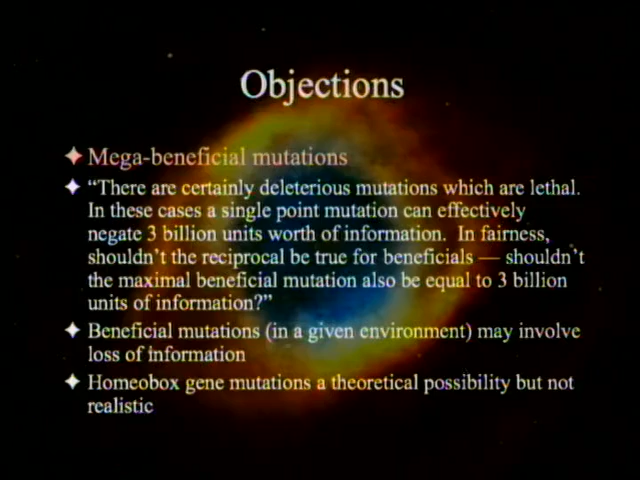 Objections
Mega-beneficial mutations
“There are certainly deleterious mutations which are lethal.
In these cases a single point mutation can effectively
negate 3 billion units worth of information.  In fairness,
shouldn’t the reciprocal be true for beneficials — shouldn’t
the maximal beneficial mutation also be equal to 3 billion
units of information?”
Beneficial mutations (in a given environment) may involve
loss of information
Homeobox gene mutations a theoretical possibility but not
realistic